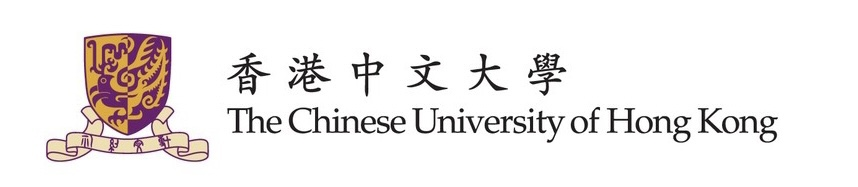 香港中文大學
The Chinese University of Hong Kong